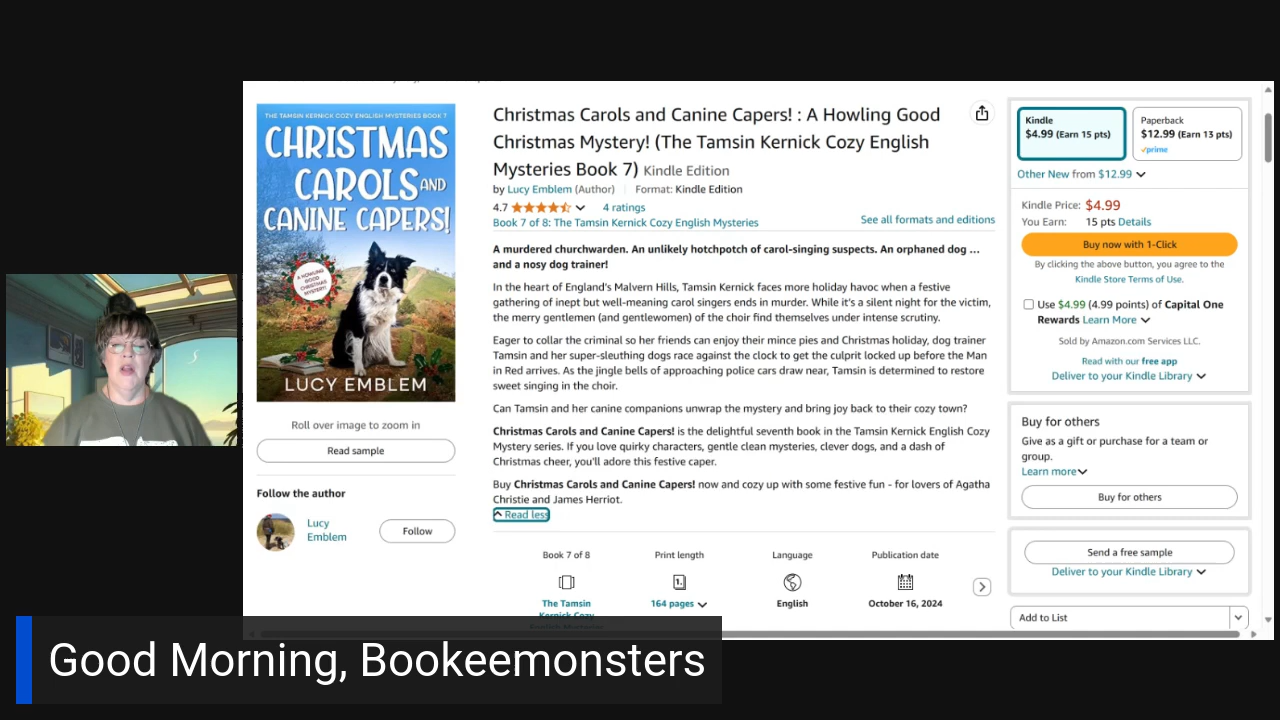 THE TAMSIN KERNICK COZY ENGLISH MYSTERIES BOOK 7
CHRISTMAS
CAROLS AND
CANINE CAPERS!
A HOWLING
GOOD
CHRISTMAS
MYSTERY!
LUCY EMBLEM
Roll over image to zoom in
Read sample
Follow the author
Lucy
Emblem
Follow
Christmas Carols and Canine Capers! : A Howling Good
Christmas Mystery! (The Tamsin Kernick Cozy English
Mysteries Book 7) Kindle Edition
by Lucy Emblem (Author) Format: Kindle Edition
4.7 4 ratings
Book 7 of 8: The Tamsin Kernick Cozy English Mysteries
See all formats and editions
A murdered churchwarden. An unlikely hotchpotch of carol-singing suspects. An orphaned dog ...
and a nosy dog trainer!
In the heart of England's Malvern Hills, Tamsin Kernick faces more holiday havoc when a festive
gathering of inept but well-meaning carol singers ends in murder. While it's a silent night for the victim,
the merry gentlemen (and gentlewomen) of the choir find themselves under intense scrutiny.
Eager to collar the criminal so her friends can enjoy their mince pies and Christmas holiday, dog trainer
Tamsin and her super-sleuthing dogs race against the clock to get the culprit locked up before the Man
in Red arrives. As the jingle bells of approaching police cars draw near, Tamsin is determined to restore
sweet singing in the choir.
Can Tamsin and her canine companions unwrap the mystery and bring joy back to their cozy town?
Christmas Carols and Canine Capers! is the delightful seventh book in the Tamsin Kernick English Cozy
Mystery series. If you love quirky characters, gentle clean mysteries, clever dogs, and a dash of
Christmas cheer, you'll adore this festive caper.
Buy Christmas Carols and Canine Capers! now and cozy up with some festive fun - for lovers of Agatha
Christie and James Herriot.
Read less
Book 7 of 8
The Tamsin
Kernick Cozy
English Mysteries
Print length
164 pages
Language
English
Publication date
October 16, 2024
Kindle
$4.99 (Earn 15 pts)
Paperback
$12.99 (Earn 13 pts)
prime
Other New from $12.99
Kindle Price: $4.99
You Earn: 15 pts Details
Buy now with 1-Click
By clicking the above button, you agree to the
Kindle Store Terms of Use.
Use $4.99 (4.99 points) of Capital One
Rewards Learn More
Sold by Amazon.com Services LLC.
Read with our free app
Deliver to your Kindle Library
Buy for others
Give as a gift or purchase for a team or
group.
Learn more
Buy for others
Send a free sample
Deliver to your Kindle Library
Add to List
Good Morning, Bookeemonsters